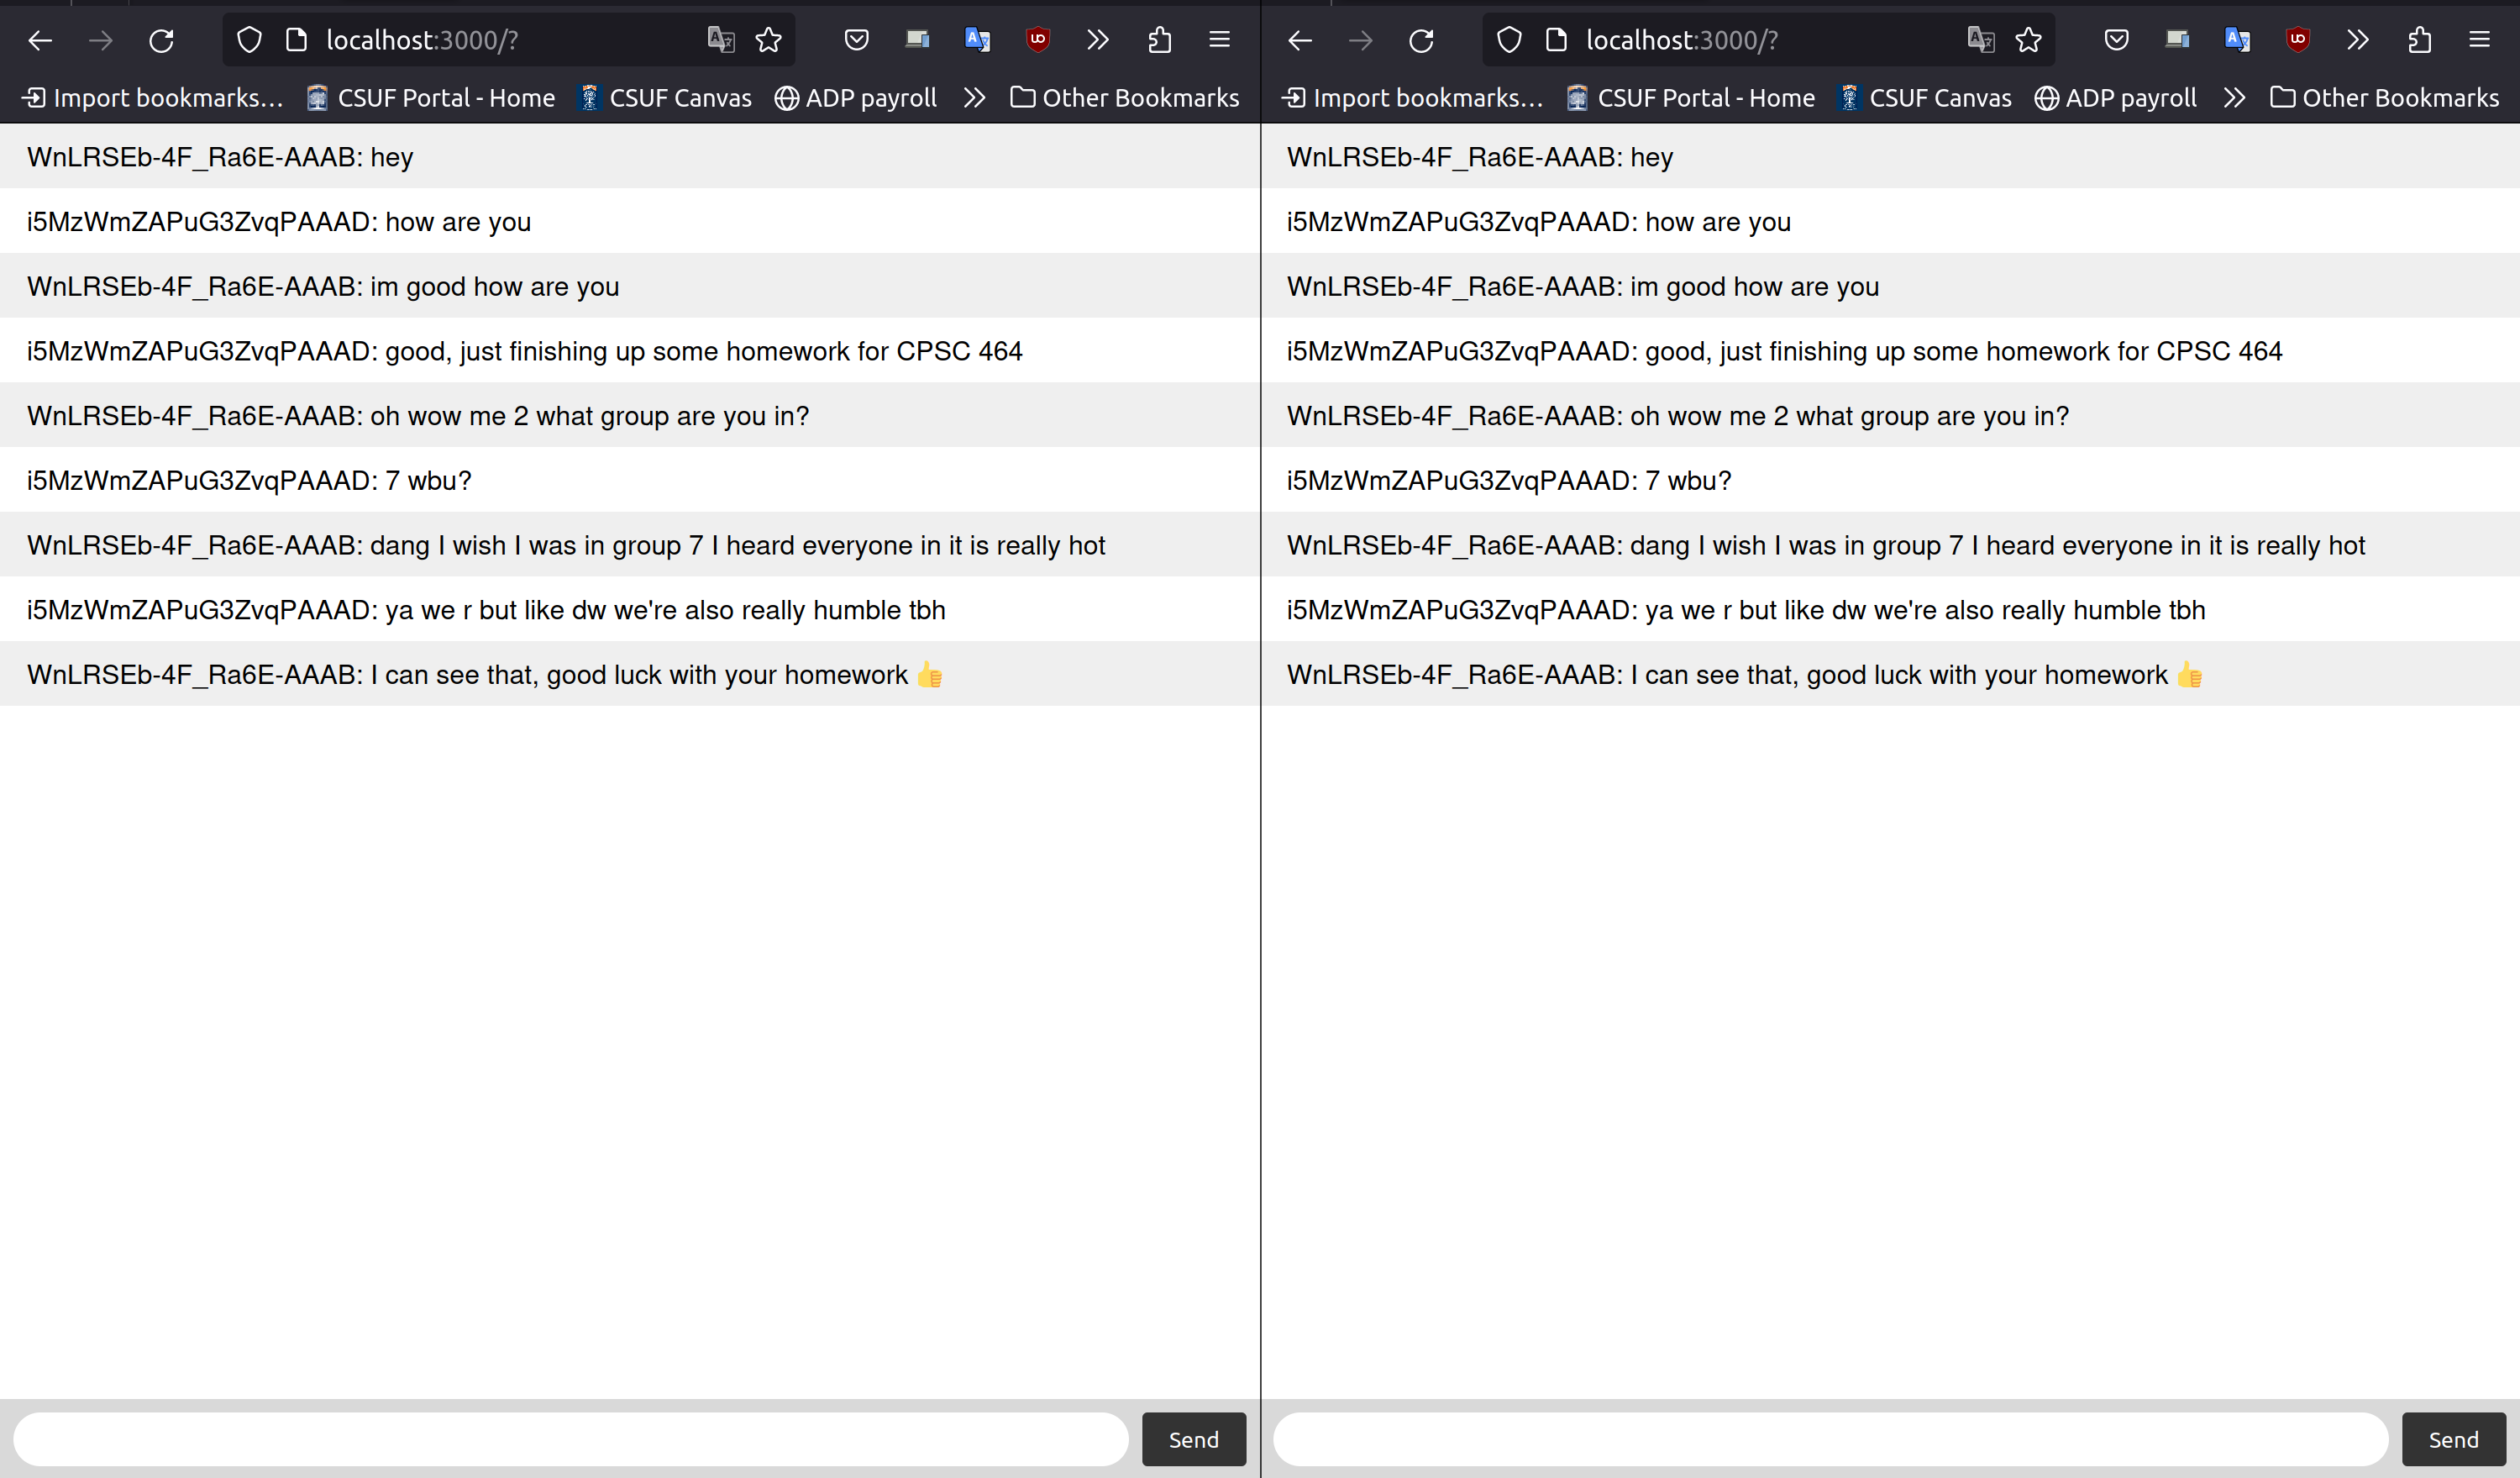 localhost:3000/?
Import bookmarks... CSUF Portal - Home CSUF Canvas ADP payroll Other Bookmarks
WnLRSEb-4F_Ra6E-AAAB: hey
i5MzWmZAPuG3ZvqPAAAD: how are you
WnLRSEb-4F_Ra6E-AAAB: im good how are you
i5MzWmZAPuG3ZvqPAAAD: good, just finishing up some homework for CPSC 464
WnLRSEb-4F_Ra6E-AAAB: oh wow me 2 what group are you in?
i5MzWmZAPuG3ZvqPAAAD: 7 wbu?
WnLRSEb-4F_Ra6E-AAAB: dang I wish I was in group 7 I heard everyone in it is really hot
i5MzWmZAPuG3ZvqPAAAD: ya we r but like dw we're also really humble tbh
WnLRSEb-4F_Ra6E-AAAB: I can see that, good luck with your homework 👍
Send
localhost:3000/?
Import bookmarks... CSUF Portal - Home CSUF Canvas ADP payroll Other Bookmarks
WnLRSEb-4F_Ra6E-AAAB: hey
i5MzWmZAPuG3ZvqPAAAD: how are you
WnLRSEb-4F_Ra6E-AAAB: im good how are you
i5MzWmZAPuG3ZvqPAAAD: good, just finishing up some homework for CPSC 464
WnLRSEb-4F_Ra6E-AAAB: oh wow me 2 what group are you in?
i5MzWmZAPuG3ZvqPAAAD: 7 wbu?
WnLRSEb-4F_Ra6E-AAAB: dang I wish I was in group 7 I heard everyone in it is really hot
i5MzWmZAPuG3ZvqPAAAD: ya we r but like dw we're also really humble tbh
WnLRSEb-4F_Ra6E-AAAB: I can see that, good luck with your homework 👍
Send